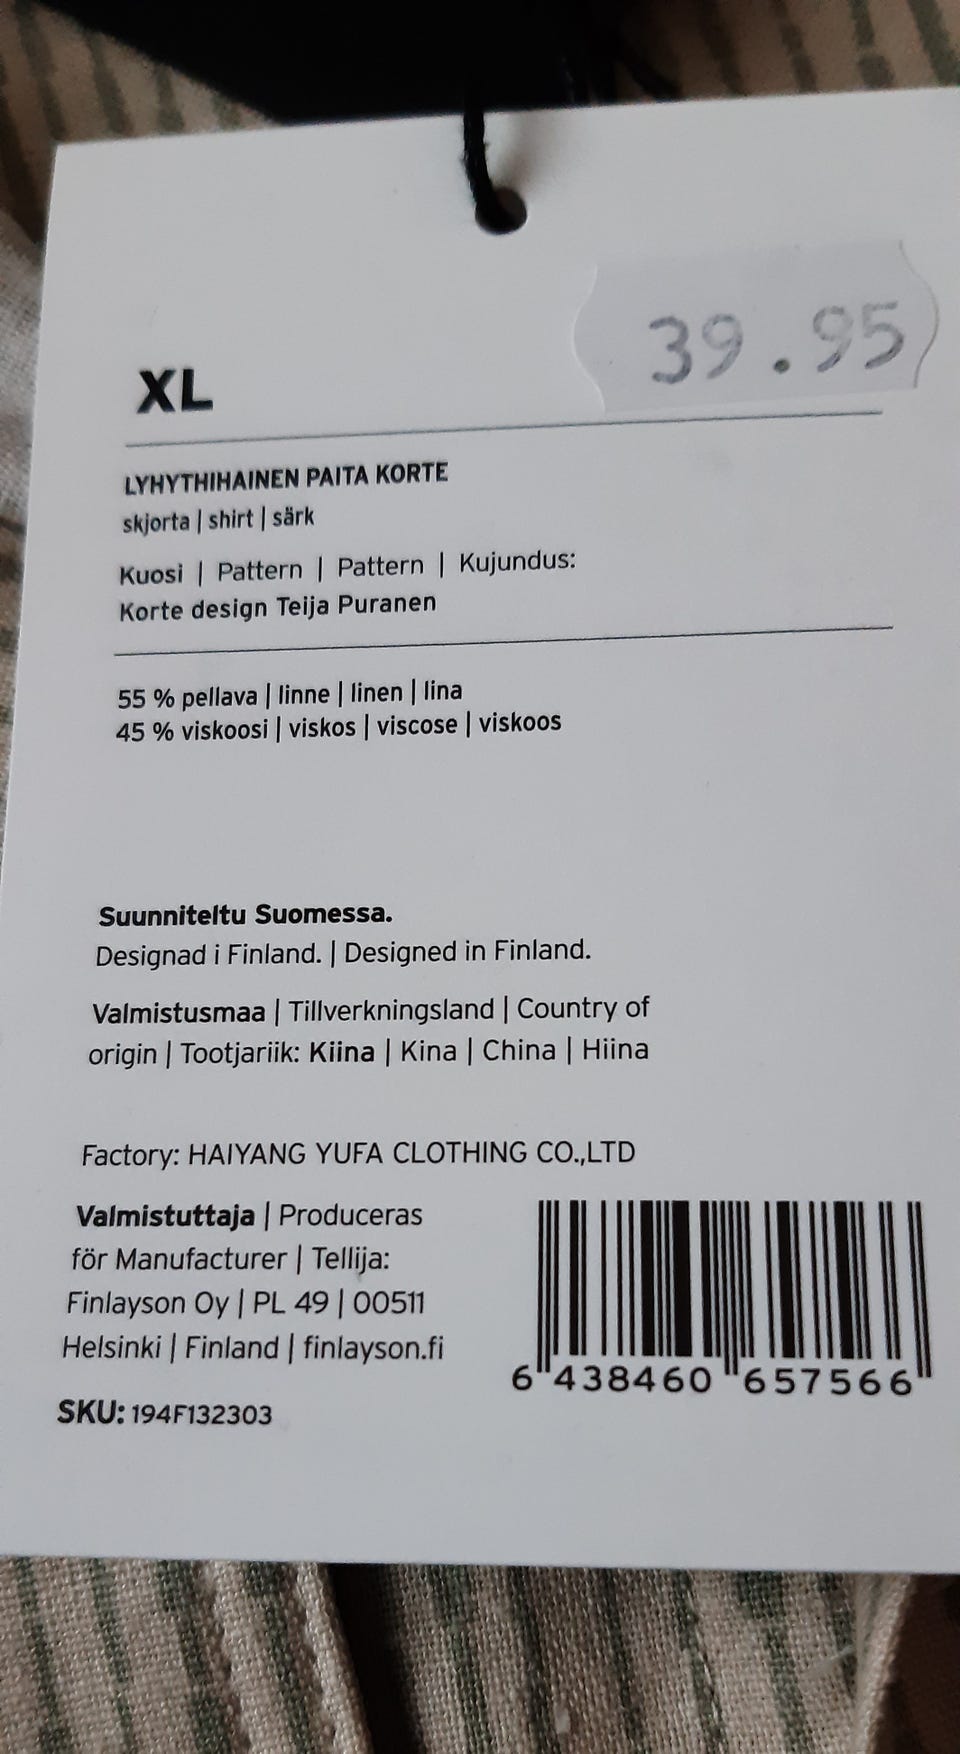 39.95
XL
LYHYTHIHAINEN PAITA KORTE
skjorta | shirt | särk
Kuosi | Pattern | Pattern | Kujundus:
Korte design Teija Puranen
55 % pellava | linne | linen | lina
45 % viskoosi | viskos | viscose | viskoos
Suunniteltu Suomessa.
Designad i Finland. | Designed in Finland.
Valmistusmaa | Tillverkningsland | Country of
origin | Tootjariik: Kiina | Kina | China | Hiina
Factory: HAIYANG YUFA CLOTHING CO.,LTD
Valmistuttaja | Produceras
för Manufacturer | Tellija:
Finlayson Oy | PL 49 | 00511
Helsinki | Finland | finlayson.fi
SKU: 194F132303
6 438460 657566